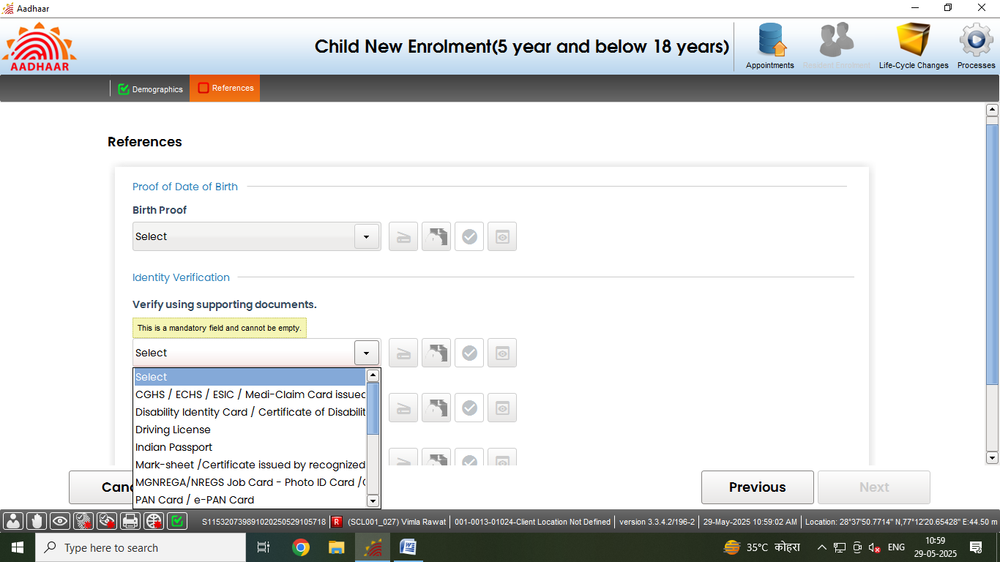 Aadhaar
AADHAAR
Child New Enrolment(5 year and below 18 years)
Appointments
Resident Enrolment
Life-Cycle Changes
Processes
Demographics
References
References
Proof of Date of Birth
Birth Proof
Select
Identity Verification
Verify using supporting documents.
This is a mandatory field and cannot be empty.
Select
Select
CGHS / ECHS / ESIC / Medi-Claim Card issued
Disability Identity Card / Certificate of Disabilit
Driving License
Indian Passport
Mark-sheet /Certificate issued by recognized
MGNREGA/NREGS Job Card - Photo ID Card /
PAN Card / e-PAN Card
Canc
Previous
Next
S115320739891020250529105718 R (SCL001_027) Vimla Rawat 001-0013-01024-Client Location Not Defined version 3.3.4.2/196-2 29-May-2025 10:59:02 AM Location: 28°37'50.7714" N,77°12'20.65428" E:44.50 m
Type here to search
35°C कोहरा
ENG
10:59
29-05-2025